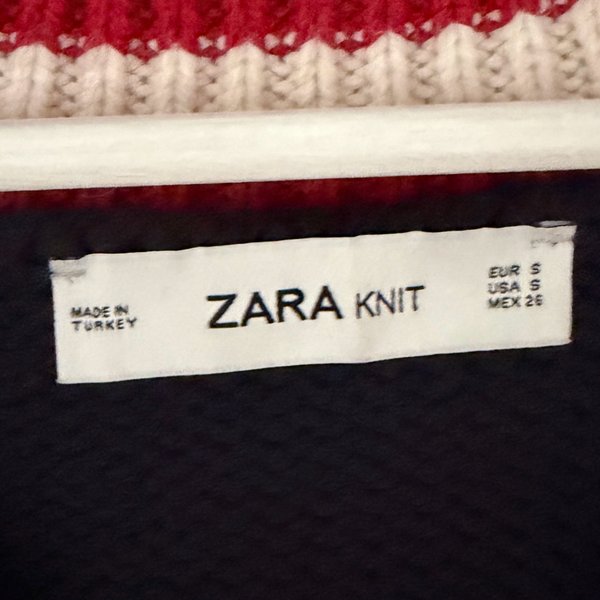 MADE IN
TURKEY
ZARA KNIT
EUR S
USA S
MEX 26